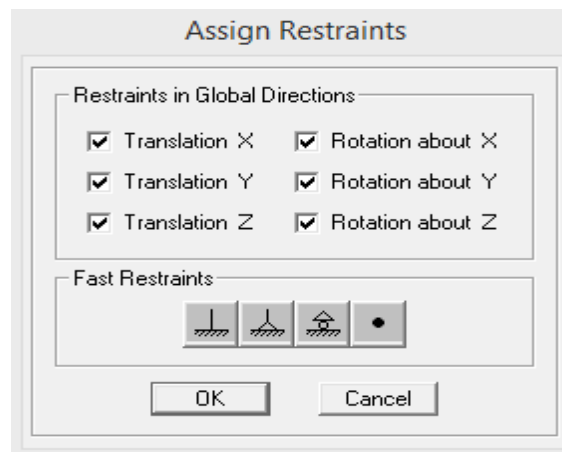 Assign Restraints
Restraints in Global Directions
Translation X
Rotation about X
Translation Y
Rotation about Y
Translation Z
Rotation about Z
Fast Restraints
OK
Cancel